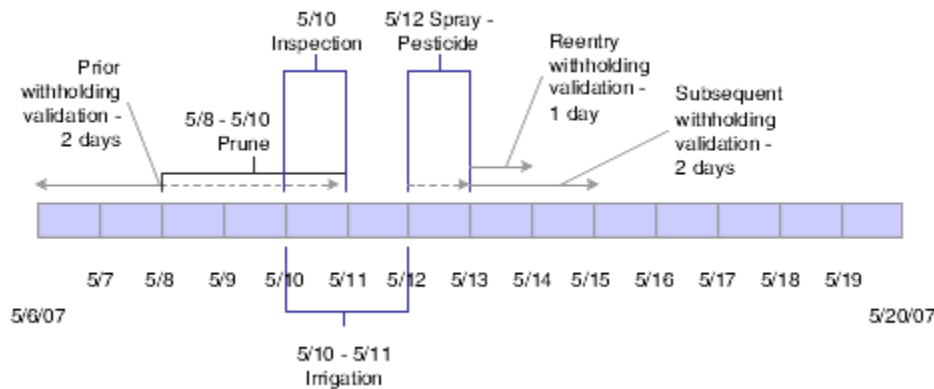 5/10
Inspection
5/12 Spray -
Pesticide
Reentry
withholding
validation -
1 day
Prior
withholding
validation -
2 days
5/8 - 5/10
Prune
Subsequent
withholding
validation -
2 days
5/7
5/8
5/9
5/10
5/11
5/12
5/13
5/14
5/15
5/16
5/17
5/18
5/19
5/6/07
5/20/07
5/10 - 5/11
Irrigation